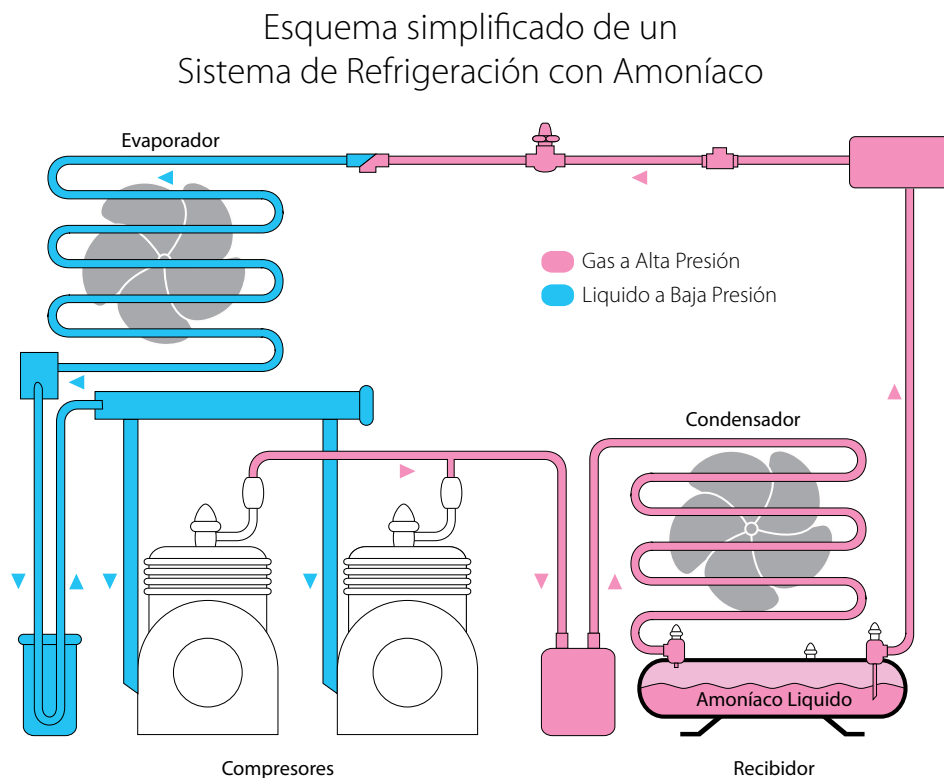 Esquema simplificado de un
Sistema de Refrigeración con Amoníaco
Evaporador
Gas a Alta Presión
Liquido a Baja Presión
Condensador
Amoníaco Liquido
Compresores
Recibidor